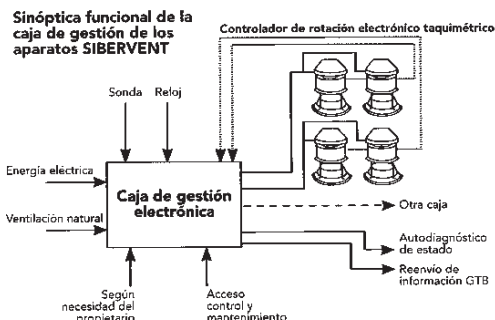 Sinóptica funcional de la
caja de gestión de los
aparatos SIBERVENT
Controlador de rotación electrónico taquimétrico
Sonda
Reloj
Energía eléctrica
Ventilación natural
Caja de gestión
electrónica
Otra caja
Autodiagnóstico
de estado
Reenvío de
información GTB
Según
necesidad del
propietario
Acceso
control y
mantenimiento